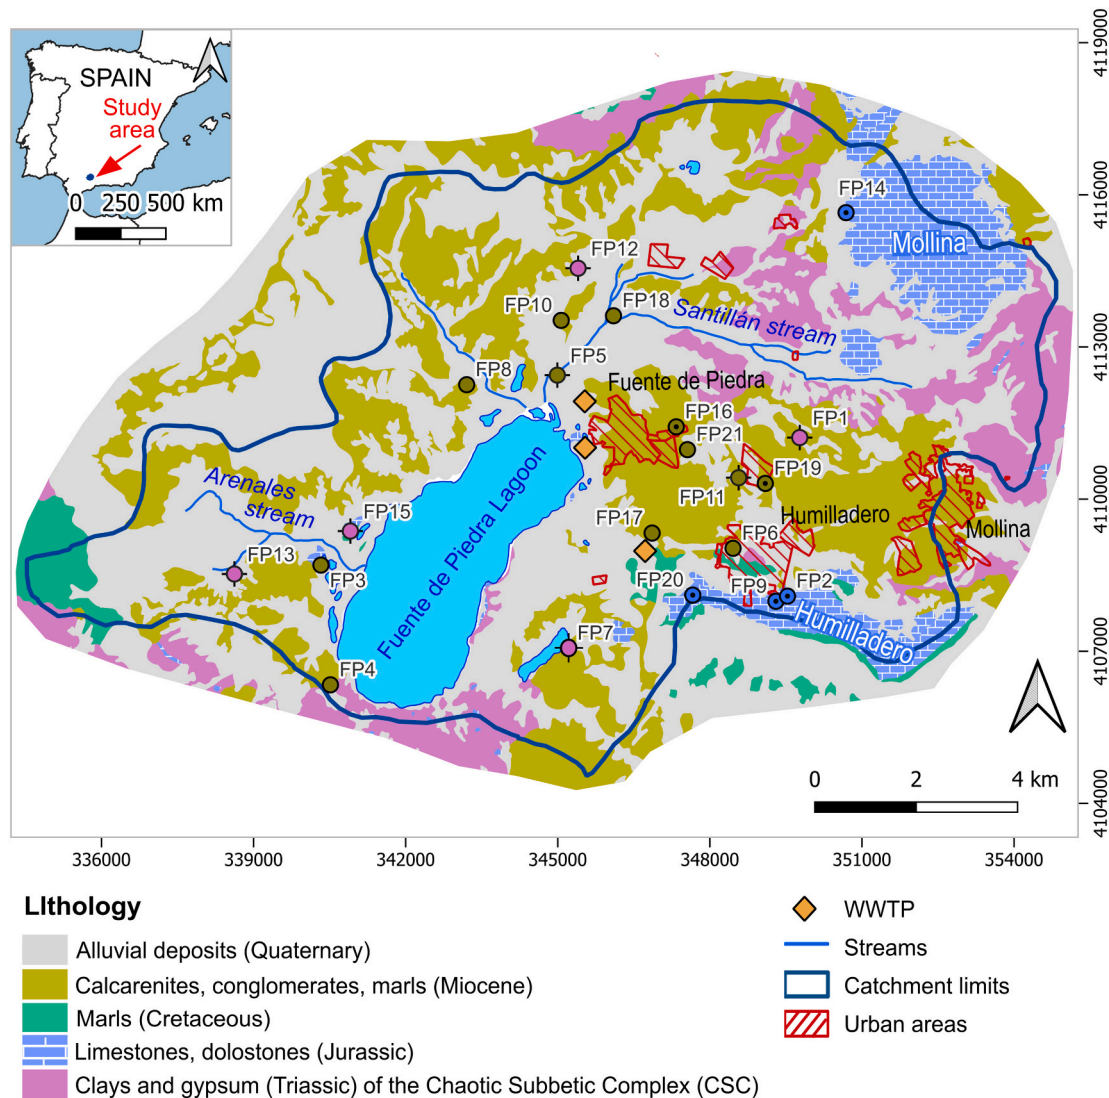 SPAIN
Study
area
0 250 500 km
4119000
4116000
4113000
4110000
4107000
4104000
FP14
Mollina
FP12
FP10
FP18
Santillán stream
FP5
FP8
Fuente de Piedra
FP16
FP1
FP21
FP19
Arenales
stream
FP11
Fuente de Piedra Lagoon
FP15
FP17
Humilladero
Mollina
FP6
FP13
FP3
FP20
FP9
FP2
Humilladero
FP7
FP4
0 2 4 km
336000 339000 342000 345000 348000 351000 354000
LIthology
Alluvial deposits (Quaternary)
Calcarenites, conglomerates, marls (Miocene)
Marls (Cretaceous)
Limestones, dolostones (Jurassic)
Clays and gypsum (Triassic) of the Chaotic Subbetic Complex (CSC)
WWTP
Streams
Catchment limits
Urban areas